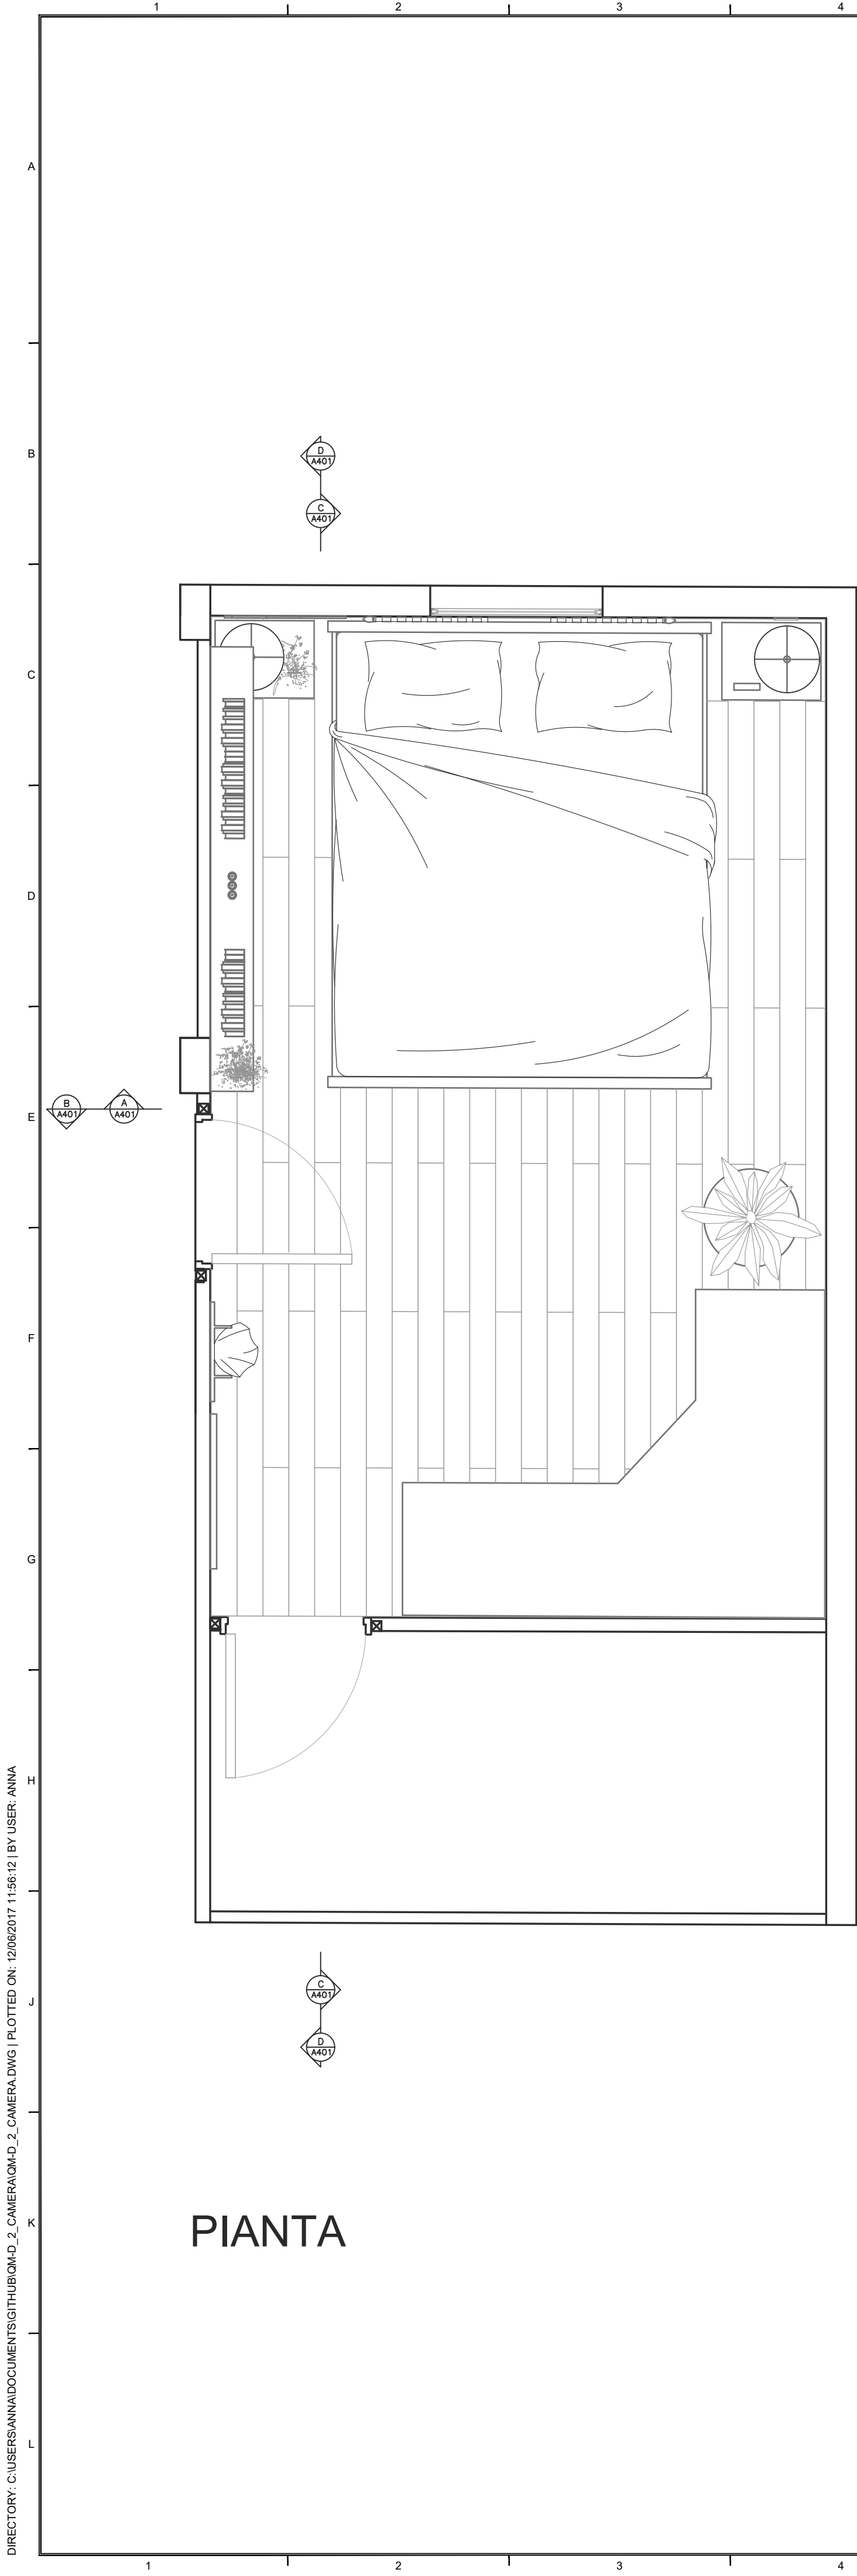 1 2 3 4
A
B
D
A401
C
A401
C
D
B
A401
A
A401
E
F
G
H
C
A401
J
D
A401
PIANTA
K
L
1 2 3 4
DIRECTORY: C:\USERS\ANNA\DOCUMENTS\GITHUB\QM-D_2_CAMERA\QM-D_2_CAMERA.DWG | PLOTTED ON: 12/06/2017 11:56:12 | BY USER: ANNA